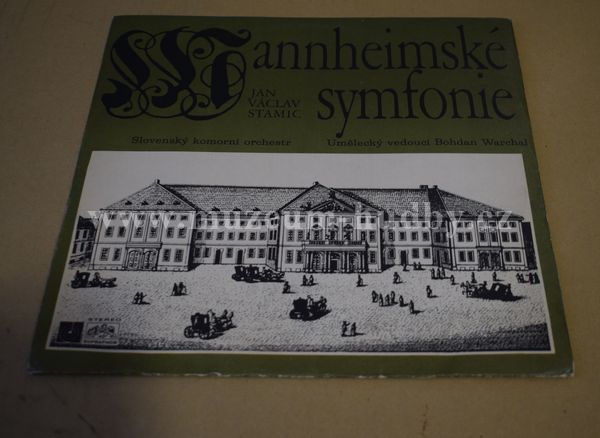 Mannheimské
symfonie
JAN
VÁCLAV
STAMIC
Slovenský komorní orchestr Umělecký vedoucí Bohdan Warchal
www.muzeum-hudby.cz
STEREO